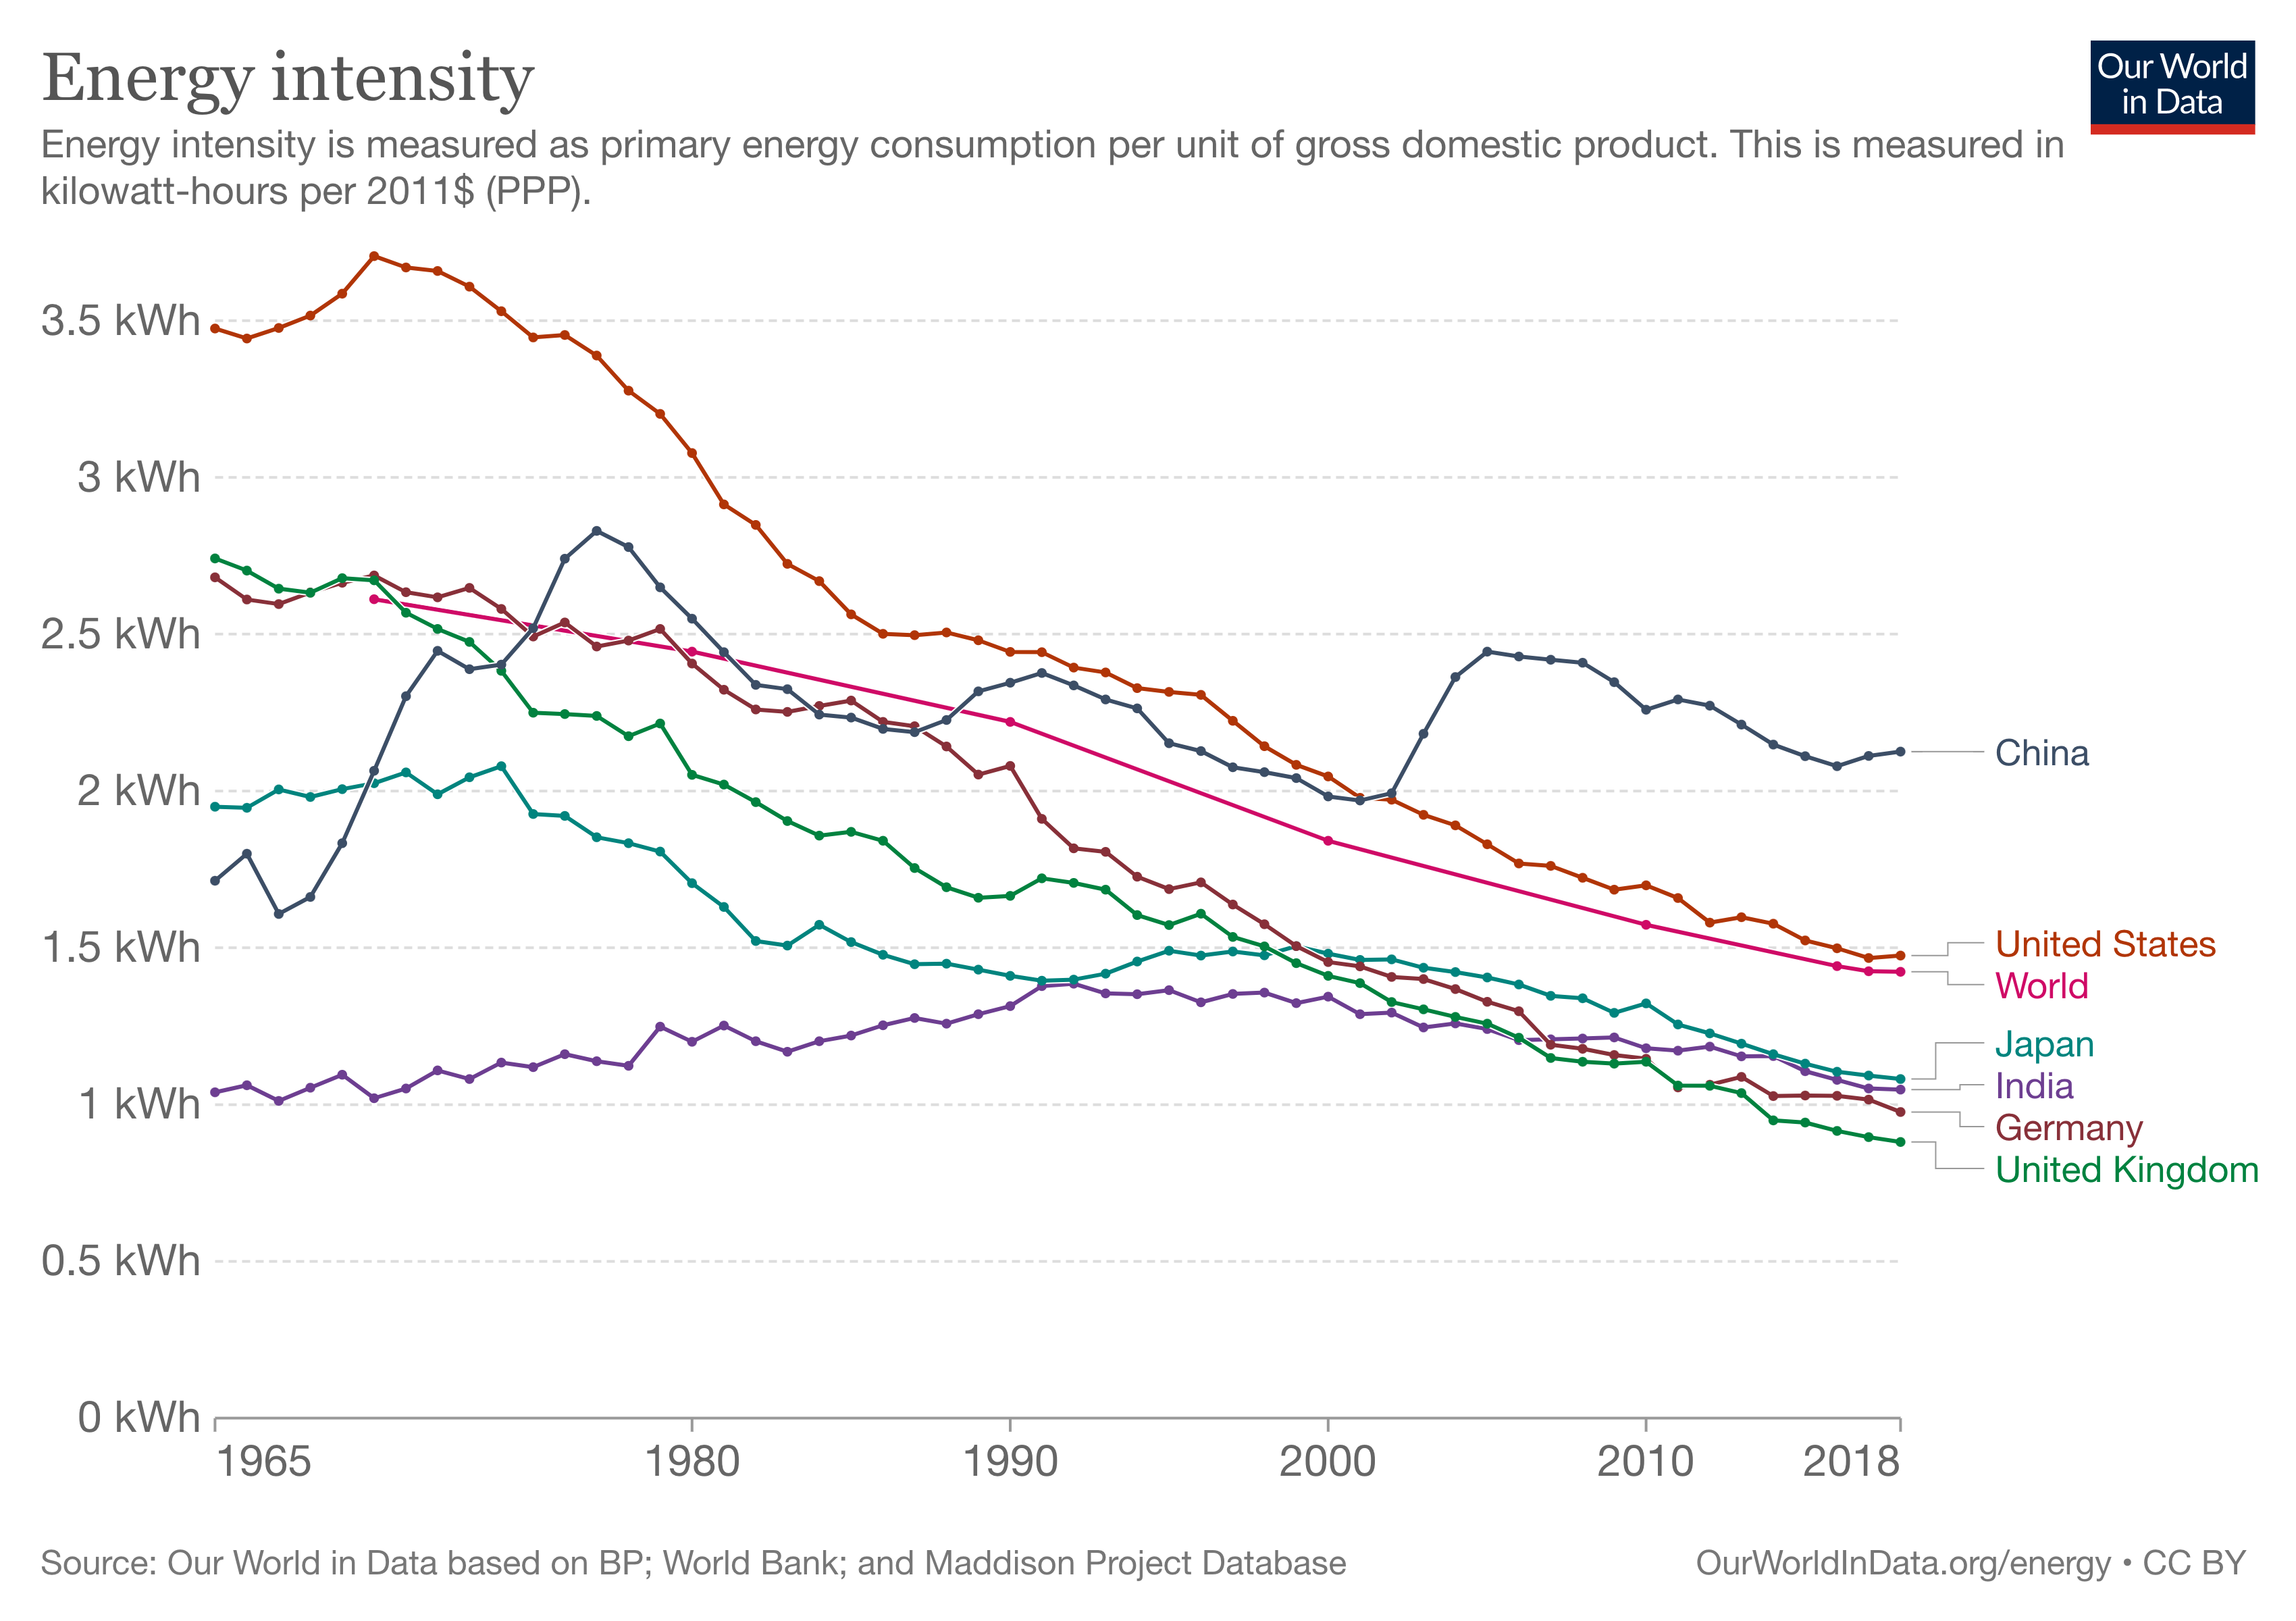 Energy intensity
Our World
in Data
Energy intensity is measured as primary energy consumption per unit of gross domestic product. This is measured in
kilowatt-hours per 2011$ (PPP).
3.5 kWh
3 kWh
2.5 kWh
2 kWh
1.5 kWh
1 kWh
0.5 kWh
0 kWh
China
United States
World
Japan
India
Germany
United Kingdom
1965
1980
1990
2000
2010
2018
Source: Our World in Data based on BP; World Bank; and Maddison Project Database
OurWorldInData.org/energy • CC BY